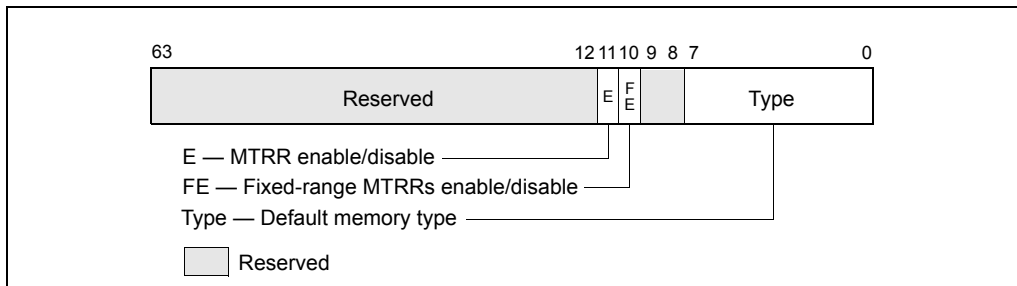 63 12 11 10 9 8 7 0
Reserved E FE Type
E — MTRR enable/disable
FE — Fixed-range MTRRs enable/disable
Type — Default memory type
Reserved